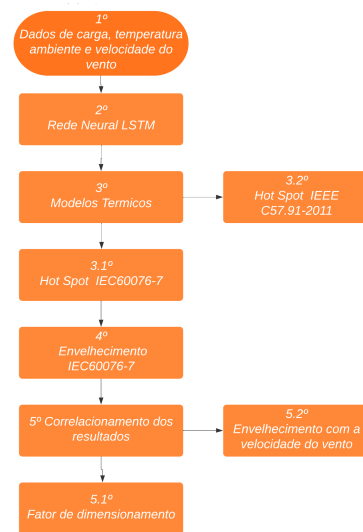 1º
Dados de carga, temperatura
ambiente e velocidade do
vento
2º
Rede Neural LSTM
3º
Modelos Termicos
3.2º
Hot Spot IEEE
C57.91-2011
3.1º
Hot Spot IEC60076-7
4º
Envelhecimento
IEC60076-7
5º Correlacionamento dos
resultados
5.2º
Envelhecimento com a
velocidade do vento
5.1º
Fator de dimensionamento